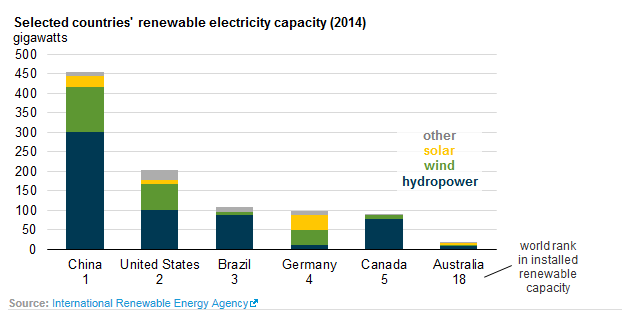 Selected countries' renewable electricity capacity (2014)
gigawatts
500
450
400
350
300
250
200
150
100
50
0
other
solar
wind
hydropower
China
1
United States
2
Brazil
3
Germany
4
Canada
5
Australia
18
world rank
in installed
renewable
capacity
Source: International Renewable Energy Agency